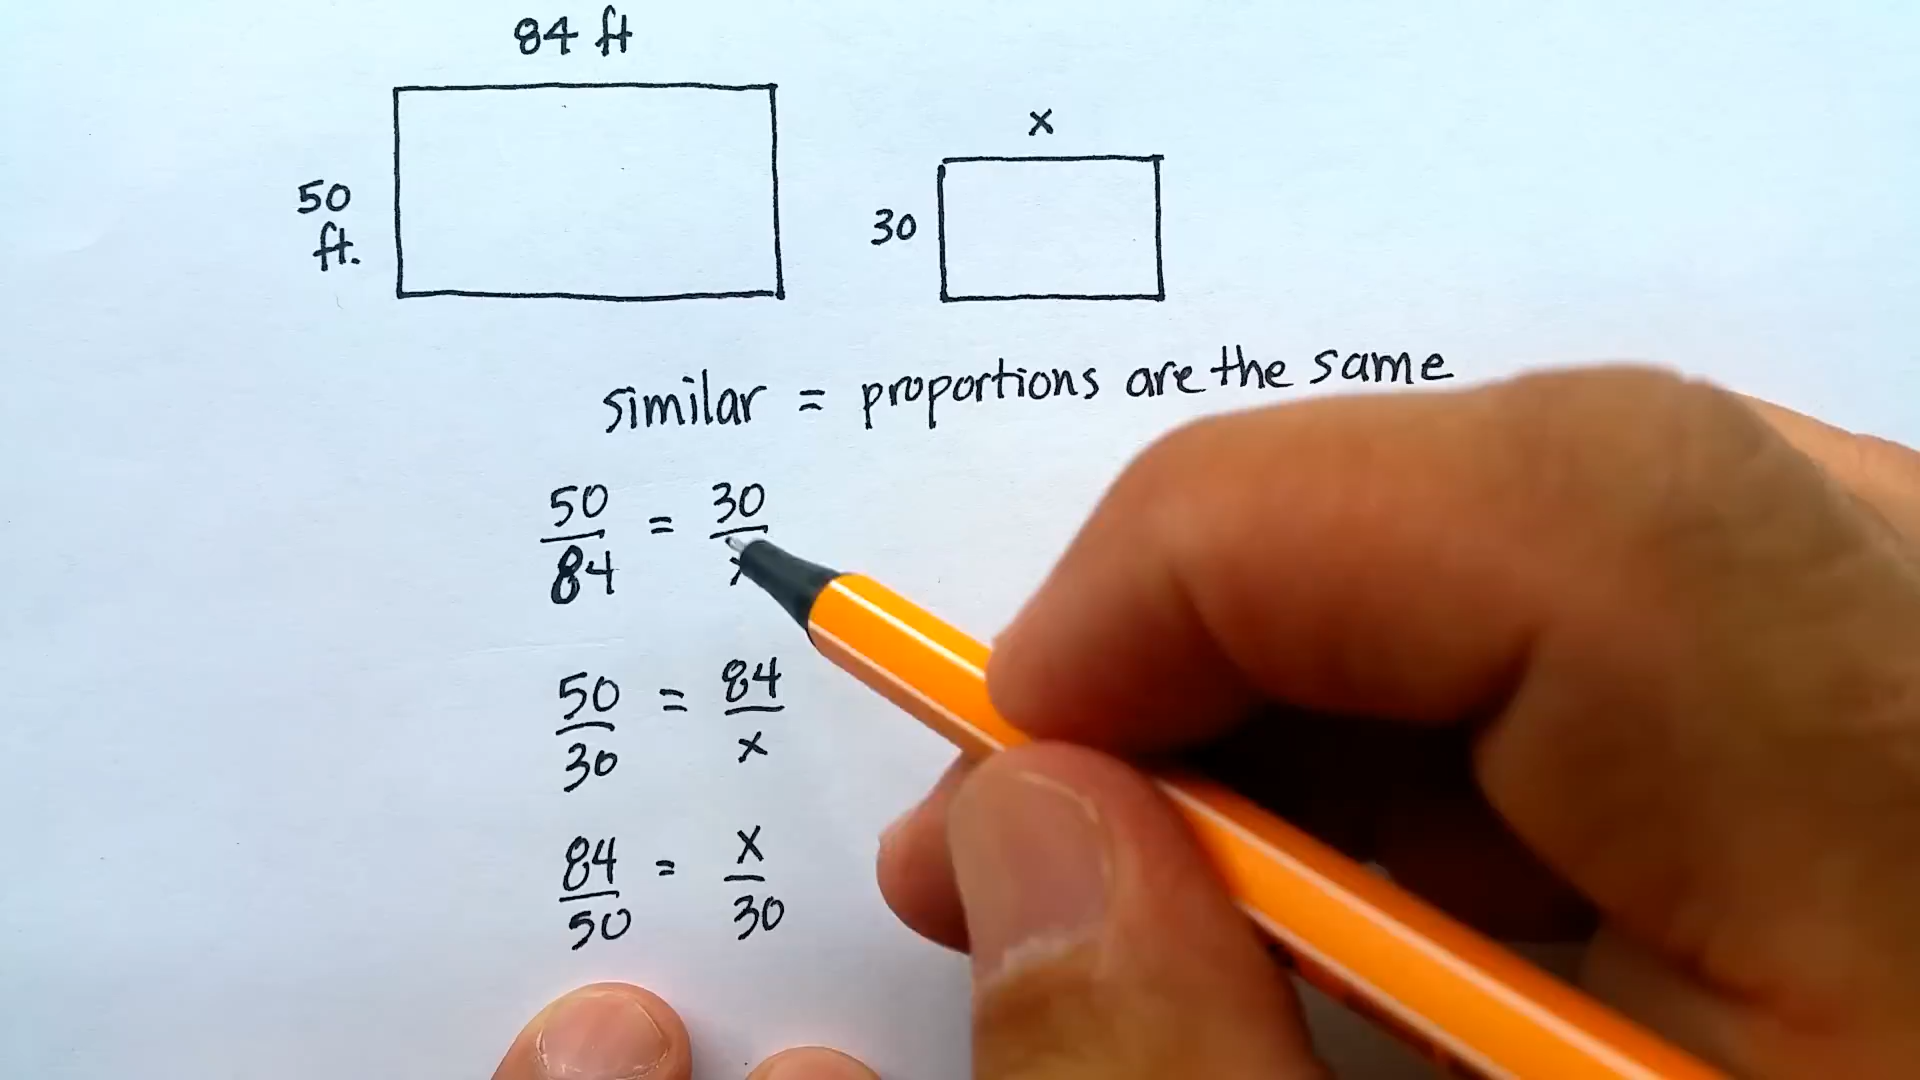 84 ft
x
50
ft.
30
similar = proportions are the same
50/84 = 30/x
50/30 = 84/x
84/50 = x/30